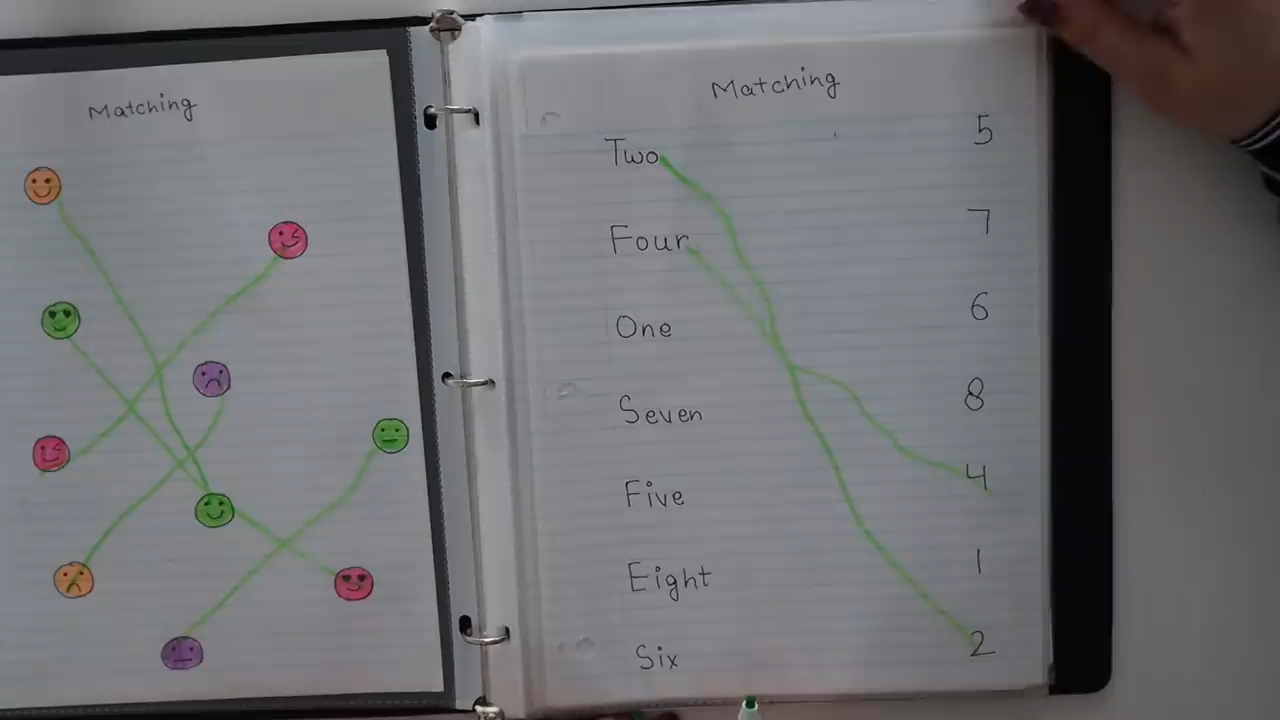 Matching
Matching
Two 5
Four 7
One 6
Seven 8
Five 4
Eight 1
Six 2